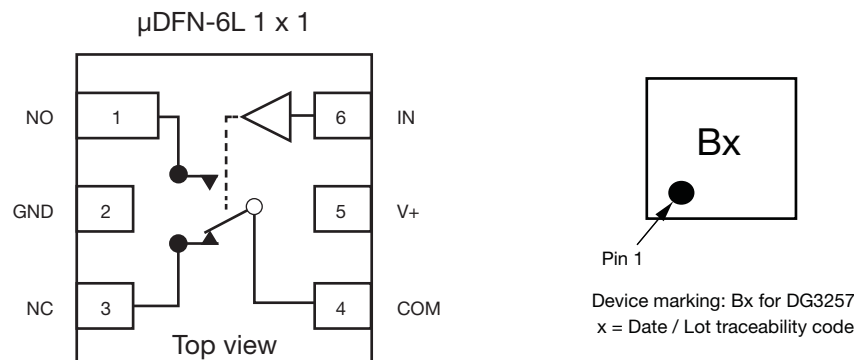 μDFN-6L 1 x 1
NO
1
6
IN
GND
2
5
V+
NC
3
4
COM
Top view
Bx
Pin 1
Device marking: Bx for DG3257
x = Date / Lot traceability code